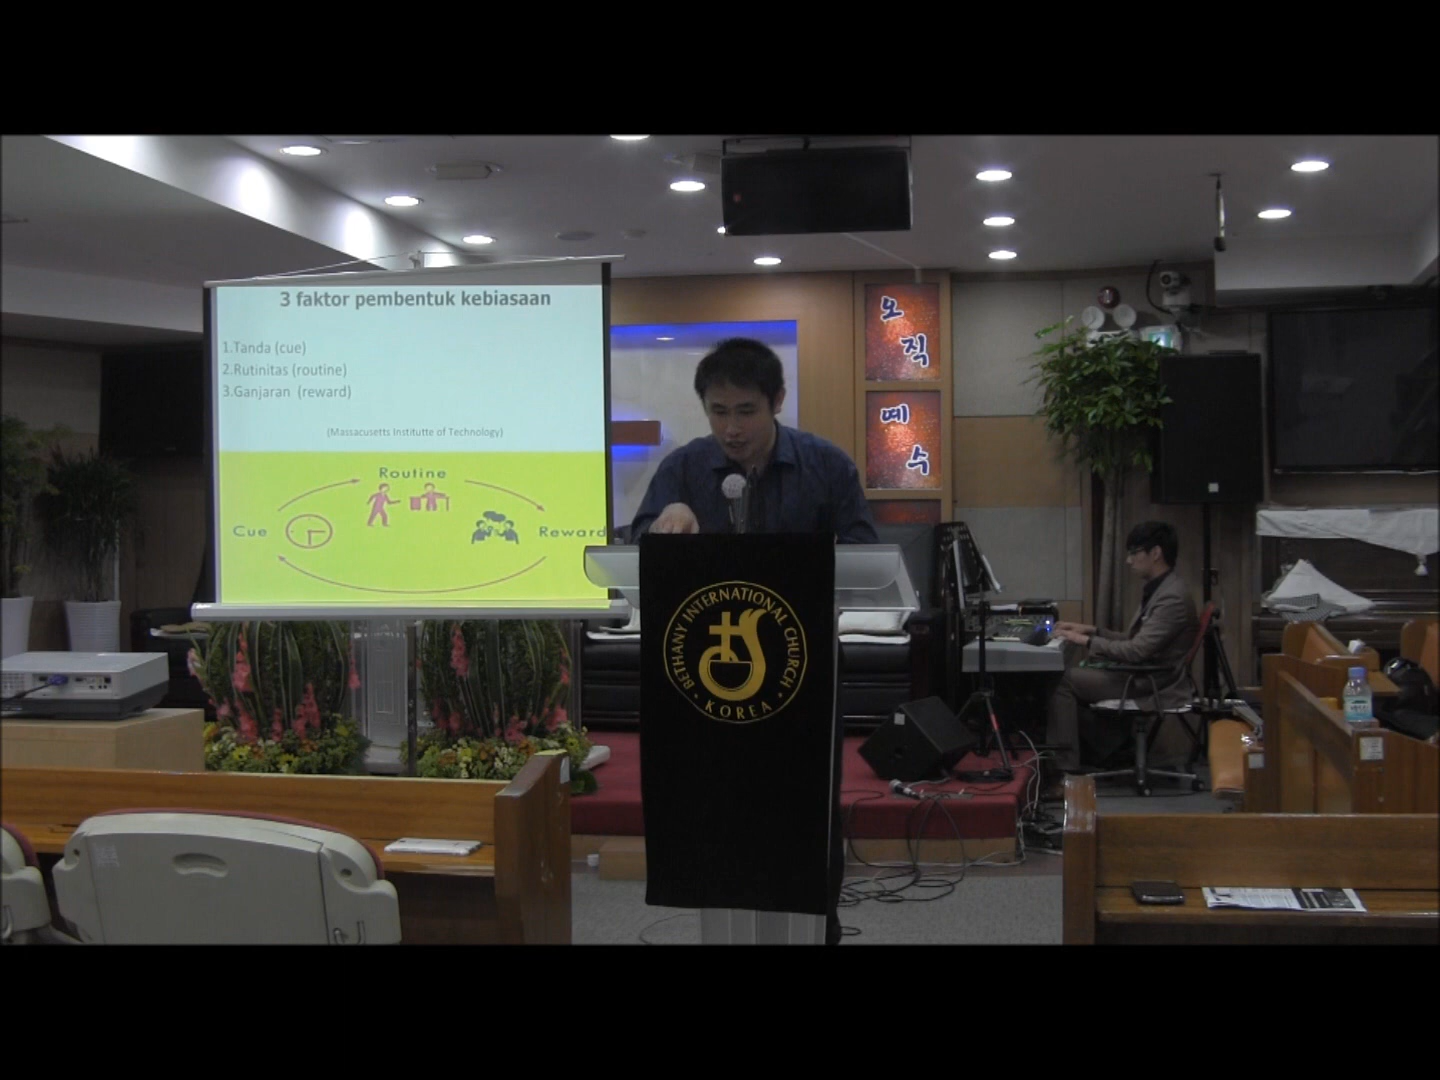 3 faktor pembentuk kebiasaan
1.Tanda (cue)
2.Rutinitas (routine)
3.Ganjaran (reward)
(Massacusetts Institutte of Technology)
Routine
Cue
Reward
오
직
예
수
BETHANY INTERNATIONAL CHURCH
KOREA